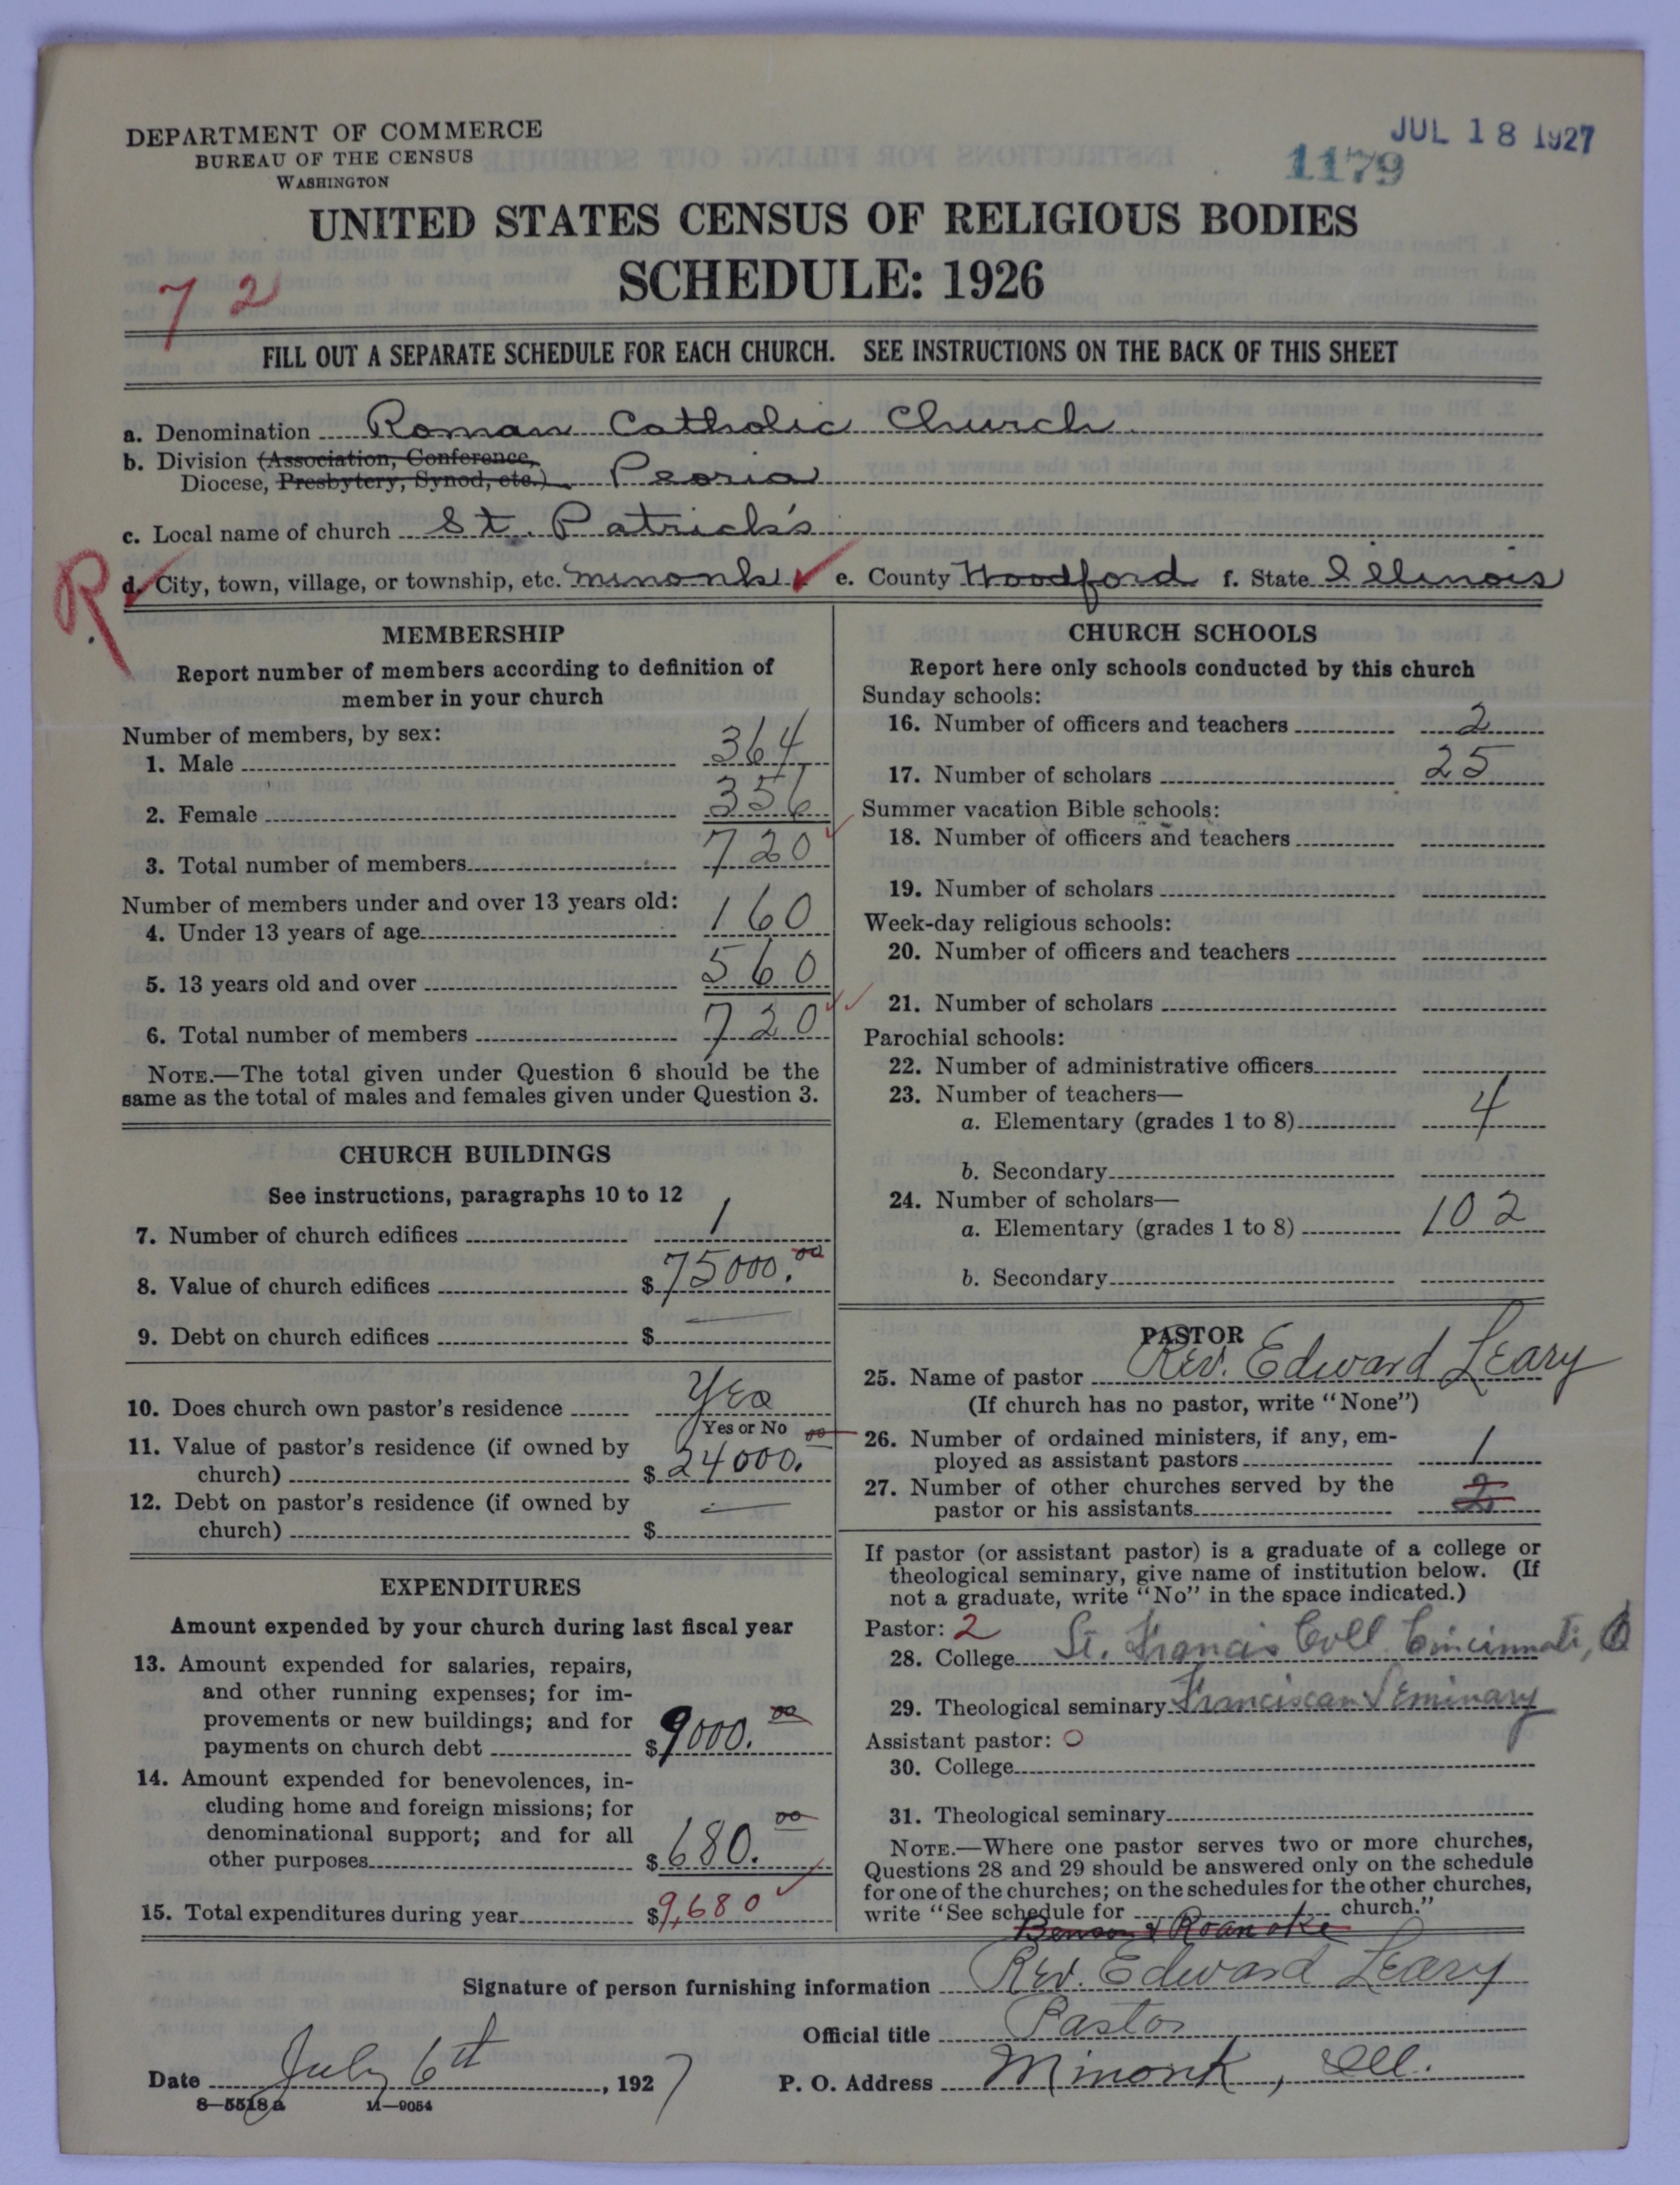 DEPARTMENT OF COMMERCE
BUREAU OF THE CENSUS
WASHINGTON
JUL 18 1927
1179
UNITED STATES CENSUS OF RELIGIOUS BODIES
SCHEDULE: 1926
72
FILL OUT A SEPARATE SCHEDULE FOR EACH CHURCH. SEE INSTRUCTIONS ON THE BACK OF THIS SHEET
a. Denomination Roman Catholic Church
b. Division (Association, Conference,
Diocese, Presbytery, Synod, etc.) Peoria
c. Local name of church St. Patrick's
R
d. City, town, village, or township, etc. Minonk e. County Woodford f. State Illinois
MEMBERSHIP
Report number of members according to definition of
member in your church
Number of members, by sex:
1. Male 364
2. Female 356
3. Total number of members 720
Number of members under and over 13 years old:
4. Under 13 years of age 160
5. 13 years old and over 560
6. Total number of members 720
NOTE.—The total given under Question 6 should be the
same as the total of males and females given under Question 3.
CHURCH BUILDINGS
See instructions, paragraphs 10 to 12
7. Number of church edifices 1
8. Value of church edifices $75000.00
9. Debt on church edifices $ —
10. Does church own pastor's residence Yes
Yes or No
11. Value of pastor's residence (if owned by
church) $24000.00
12. Debt on pastor's residence (if owned by
church) $ —
EXPENDITURES
Amount expended by your church during last fiscal year
13. Amount expended for salaries, repairs,
and other running expenses; for im-
provements or new buildings; and for
payments on church debt $9000.00
14. Amount expended for benevolences, in-
cluding home and foreign missions; for
denominational support; and for all
other purposes $680.00
15. Total expenditures during year $9,680
CHURCH SCHOOLS
Report here only schools conducted by this church
Sunday schools:
16. Number of officers and teachers 2
17. Number of scholars 25
Summer vacation Bible schools:
18. Number of officers and teachers
19. Number of scholars
Week-day religious schools:
20. Number of officers and teachers
21. Number of scholars
Parochial schools:
22. Number of administrative officers
23. Number of teachers—
a. Elementary (grades 1 to 8) 4
b. Secondary
24. Number of scholars—
a. Elementary (grades 1 to 8) 102
b. Secondary
PASTOR
25. Name of pastor Rev. Edward Leary
(If church has no pastor, write "None")
26. Number of ordained ministers, if any, em-
ployed as assistant pastors 1
27. Number of other churches served by the
pastor or his assistants 2
If pastor (or assistant pastor) is a graduate of a college or
theological seminary, give name of institution below. (If
not a graduate, write "No" in the space indicated.)
Pastor: 2
28. College St. Francis Coll Cincinnati, O
29. Theological seminary Franciscan Seminary
Assistant pastor: O
30. College
31. Theological seminary
NOTE.—Where one pastor serves two or more churches,
Questions 28 and 29 should be answered only on the schedule
for one of the churches; on the schedules for the other churches,
write "See schedule for church."
Benson & Roanoke
Signature of person furnishing information Rev. Edward Leary
Official title Pastor
Date July 6th, 1927 P. O. Address Minonk, Ill.
8—5518a 11—9054